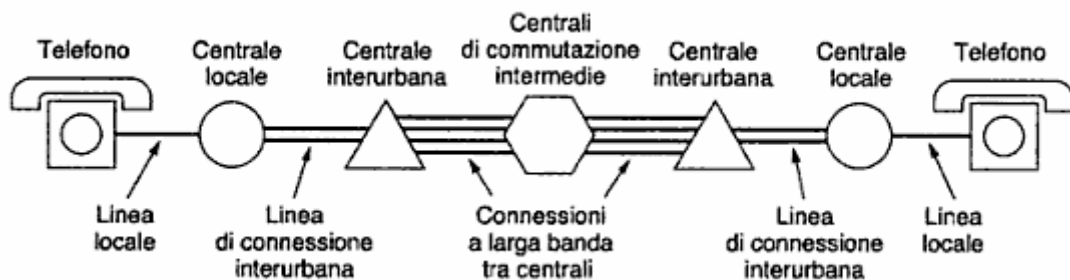 Telefono
Centrale
locale
Centrale
interurbana
Centrali
di commutazione
intermedie
Centrale
interurbana
Centrale
locale
Telefono
Linea
locale
Linea
di connessione
interurbana
Connessioni
a larga banda
tra centrali
Linea
di connessione
interurbana
Linea
locale